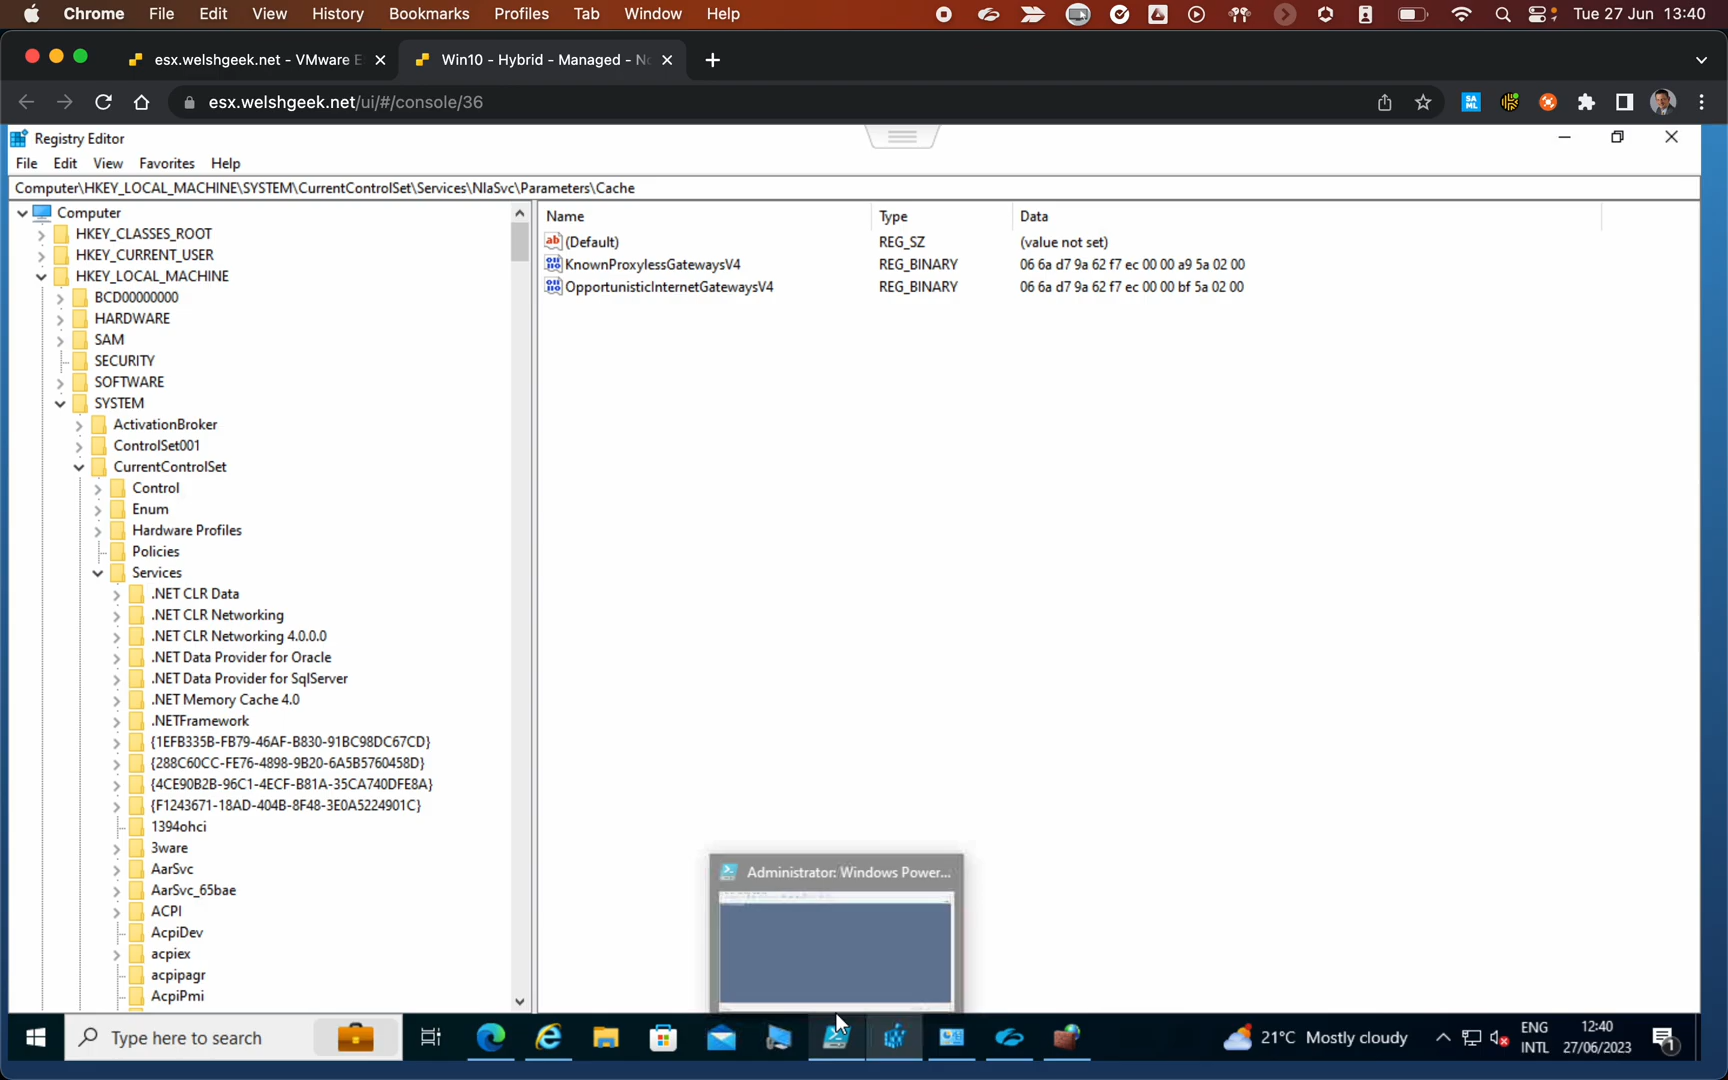 Chrome File Edit View History Bookmarks Profiles Tab Window Help Tue 27 Jun 13:40
esx.welshgeek.net - VMware E Win10 - Hybrid - Managed - N
esx.welshgeek.net/ui/#/console/36
Registry Editor
File Edit View Favorites Help
Computer\HKEY_LOCAL_MACHINE\SYSTEM\CurrentControlSet\Services\NlaSvc\Parameters\Cache
Computer
HKEY_CLASSES_ROOT
HKEY_CURRENT_USER
HKEY_LOCAL_MACHINE
BCD00000000
HARDWARE
SAM
SECURITY
SOFTWARE
SYSTEM
ActivationBroker
ControlSet001
CurrentControlSet
Control
Enum
Hardware Profiles
Policies
Services
.NET CLR Data
.NET CLR Networking
.NET CLR Networking 4.0.0.0
.NET Data Provider for Oracle
.NET Data Provider for SqlServer
.NET Memory Cache 4.0
.NETFramework
{1EFB335B-FB79-46AF-B830-91BC98DC67CD}
{288C60CC-FE76-4898-9B20-6A5B5760458D}
{4CE90B2B-96C1-4ECF-B81A-35CA740DFE8A}
{F1243671-18AD-404B-8F48-3E0A5224901C}
1394ohci
3ware
AarSvc
AarSvc_65bae
ACPI
AcpiDev
acpiex
acpipagr
AcpiPmi
Name Type Data
(Default) REG_SZ (value not set)
KnownProxylessGatewaysV4 REG_BINARY 06 6a d7 9a 62 f7 ec 00 00 a9 5a 02 00
OpportunisticInternetGatewaysV4 REG_BINARY 06 6a d7 9a 62 f7 ec 00 00 bf 5a 02 00
Administrator: Windows Power...
Type here to search
21°C Mostly cloudy
ENG
INTL
12:40
27/06/2023
1